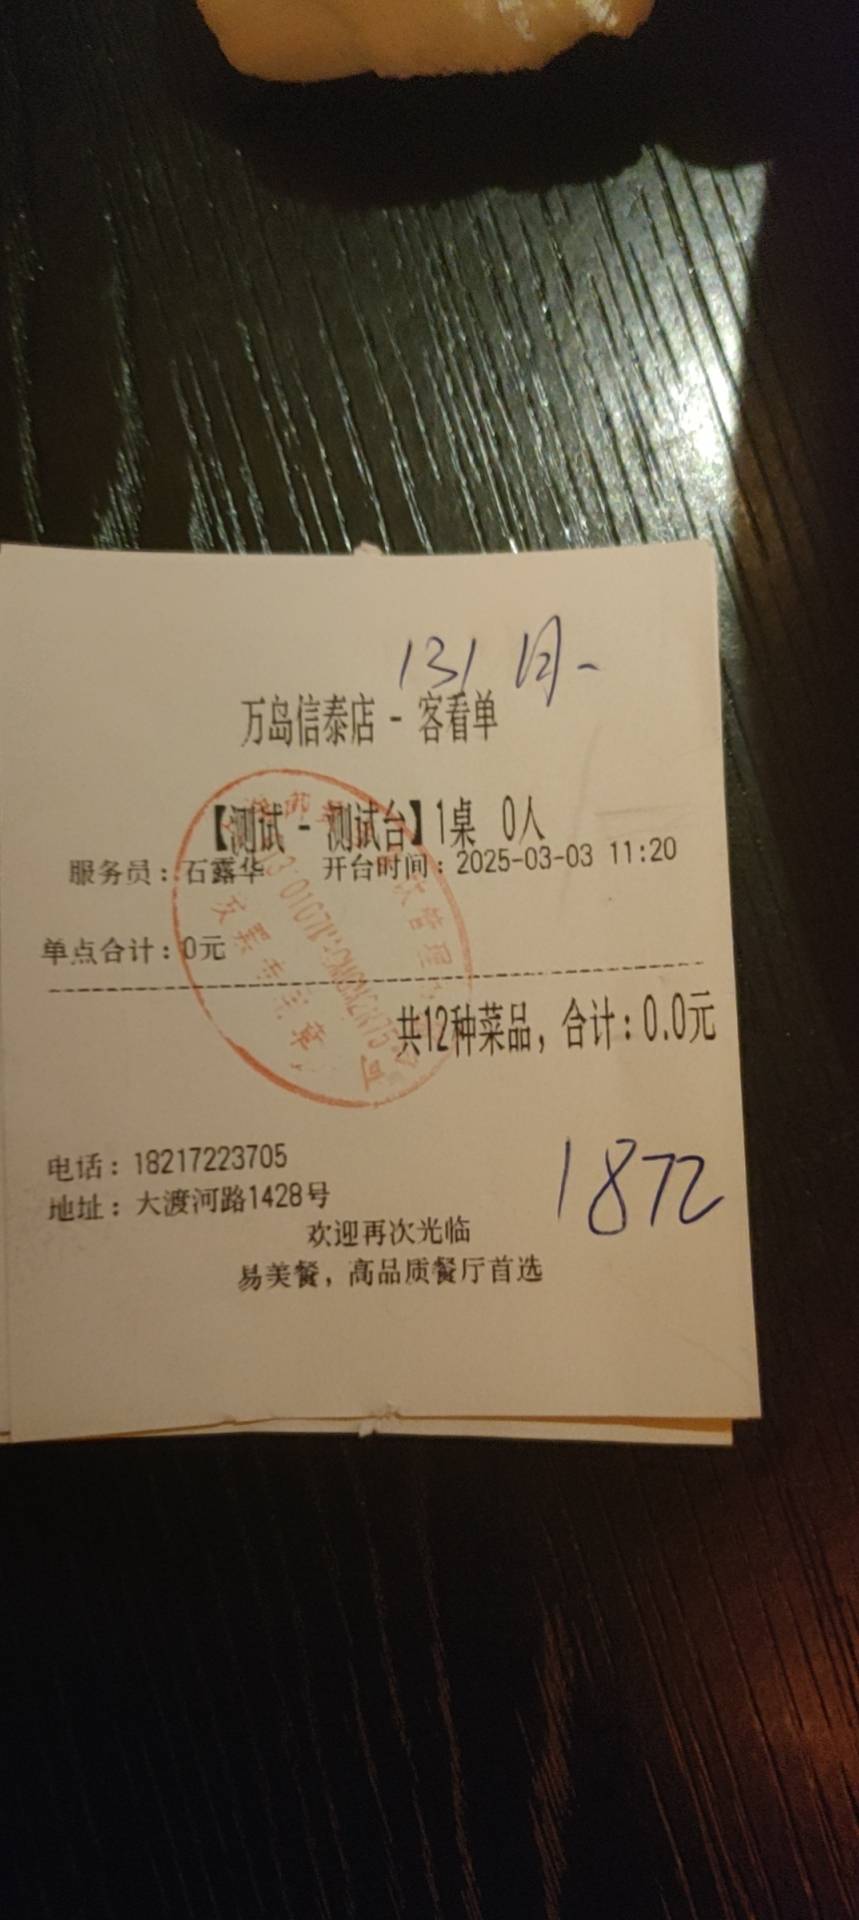 131
万岛信泰店 - 客看单
【测试 - 测试台】1桌 0人
服务员：石露华 开台时间：2025-03-03 11:20
单点合计：0元
共12种菜品，合计：0.0元
电话：18217223705
1872
地址：大渡河路1428号
欢迎再次光临
易美餐，高品质餐厅首选